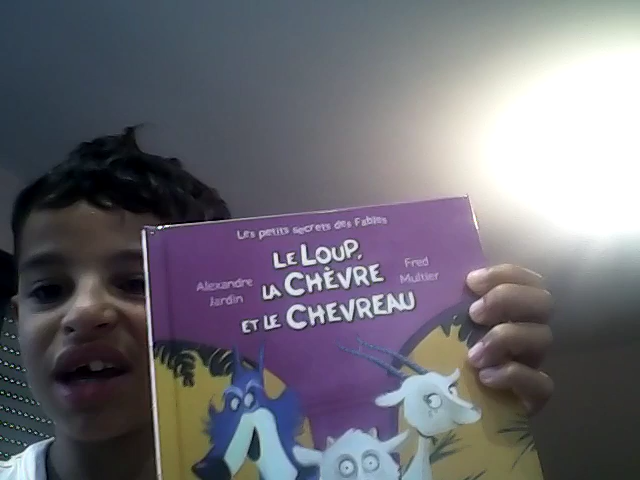 Les petits secrets des Fables
LE LOUP,
LA CHÈVRE
ET LE CHEVREAU
Alexandre
Jardin
Fred
Multier